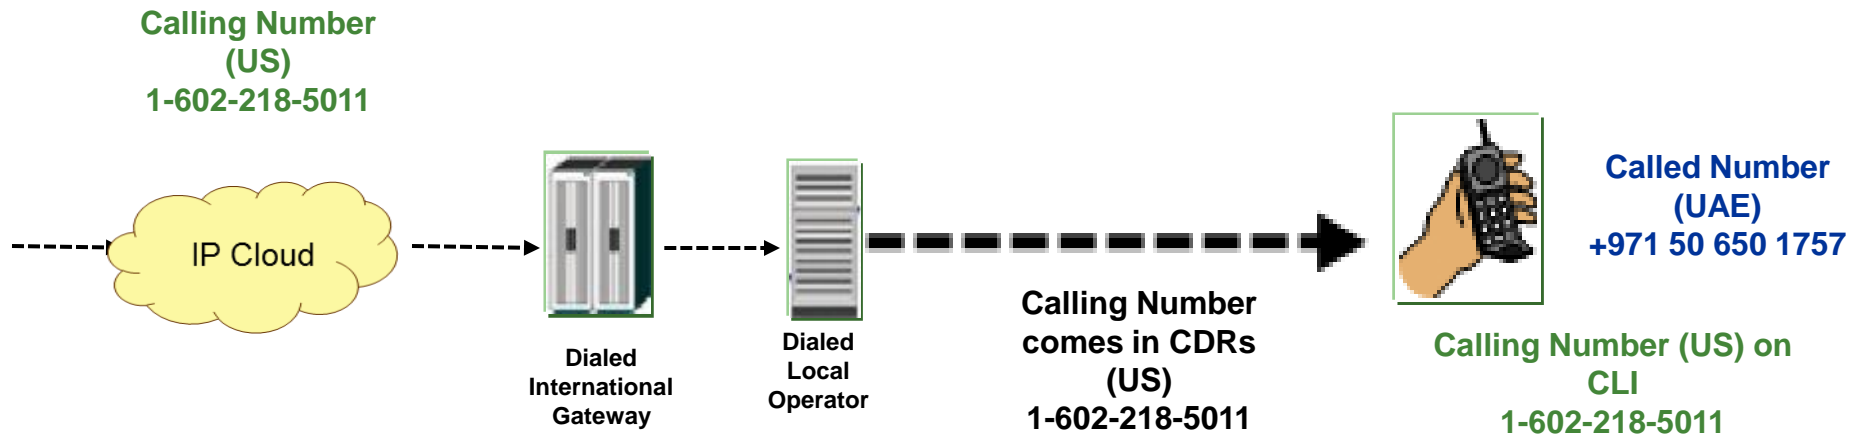 Calling Number
(US)
1-602-218-5011
IP Cloud
Dialed
International
Gateway
Dialed
Local
Operator
Calling Number
comes in CDRs
(US)
1-602-218-5011
Called Number
(UAE)
+971 50 650 1757
Calling Number (US) on
CLI
1-602-218-5011